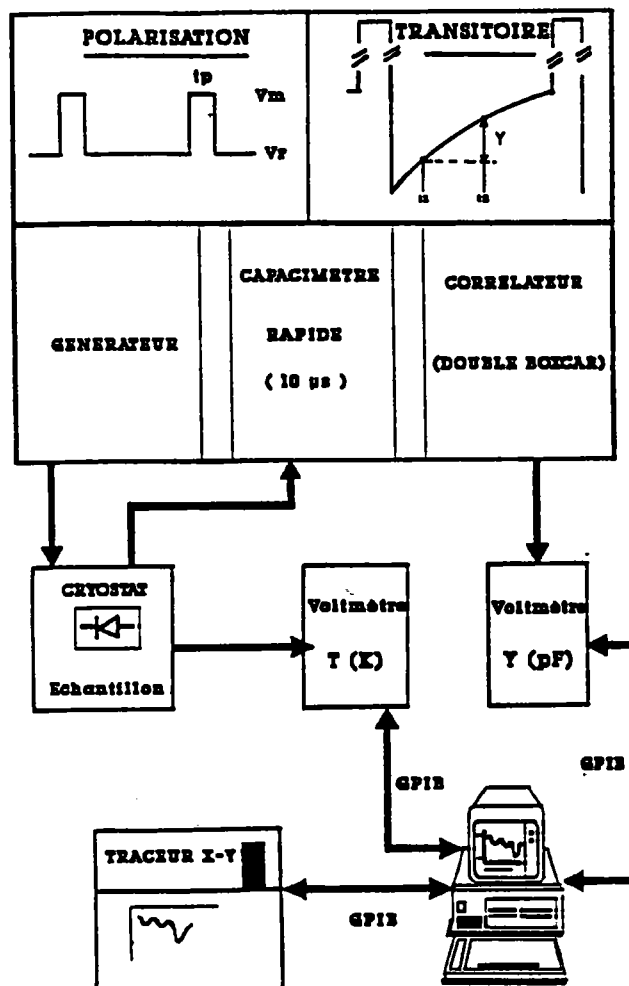 POLARISATION
tp
Vm
Vr
TRANSITOIRE
Y
t1 t2
GENERATEUR
CAPACIMETRE
RAPIDE
( 10 µs )
CORRELATEUR
(DOUBLE BOXCAR)
CRYOSTAT
Echantillon
Voltmètre
T (K)
Voltmètre
Y (pF)
GPIB
GPIB
TRACEUR X-Y
GPIB